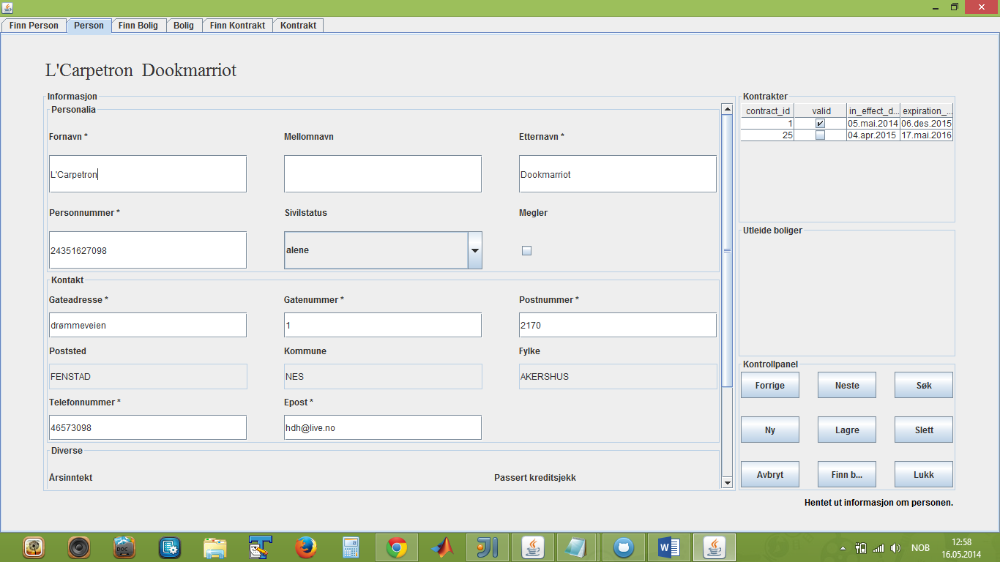 Finn Person Person Finn Bolig Bolig Finn Kontrakt Kontrakt
L'Carpetron Dookmarriot
Informasjon
Personalia
Fornavn * Mellomnavn Etternavn *
L'Carpetron Dookmarriot
Personnummer * Sivilstatus Megler
24351627098 alene
Kontakt
Gateadresse * Gatenummer * Postnummer *
drømmeveien 1 2170
Poststed Kommune Fylke
FENSTAD NES AKERSHUS
Telefonnummer * Epost *
46573098 hdh@live.no
Diverse
Årsinntekt Passert kreditsjekk
Kontrakter
contract_id valid in_effect_d... expiration_...
1 05.mai.2014 06.des.2015
25 04.apr.2015 17.mai.2016
Utleide boliger
Kontrollpanel
Forrige Neste Søk
Ny Lagre Slett
Avbryt Finn b... Lukk
Hentet ut informasjon om personen.
DOC
NOB 12:58
16.05.2014